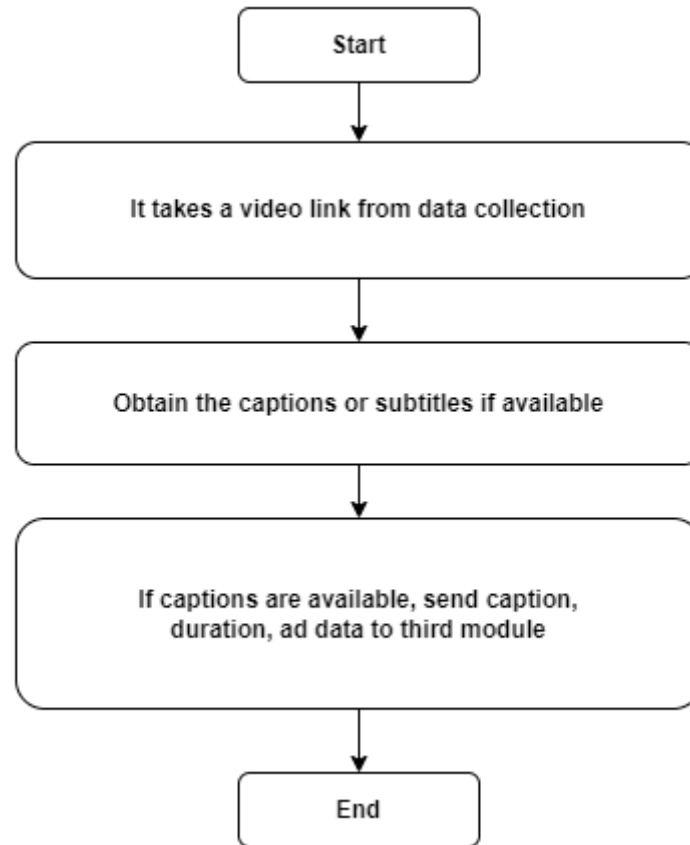 Start
It takes a video link from data collection
Obtain the captions or subtitles if available
If captions are available, send caption,
duration, ad data to third module
End